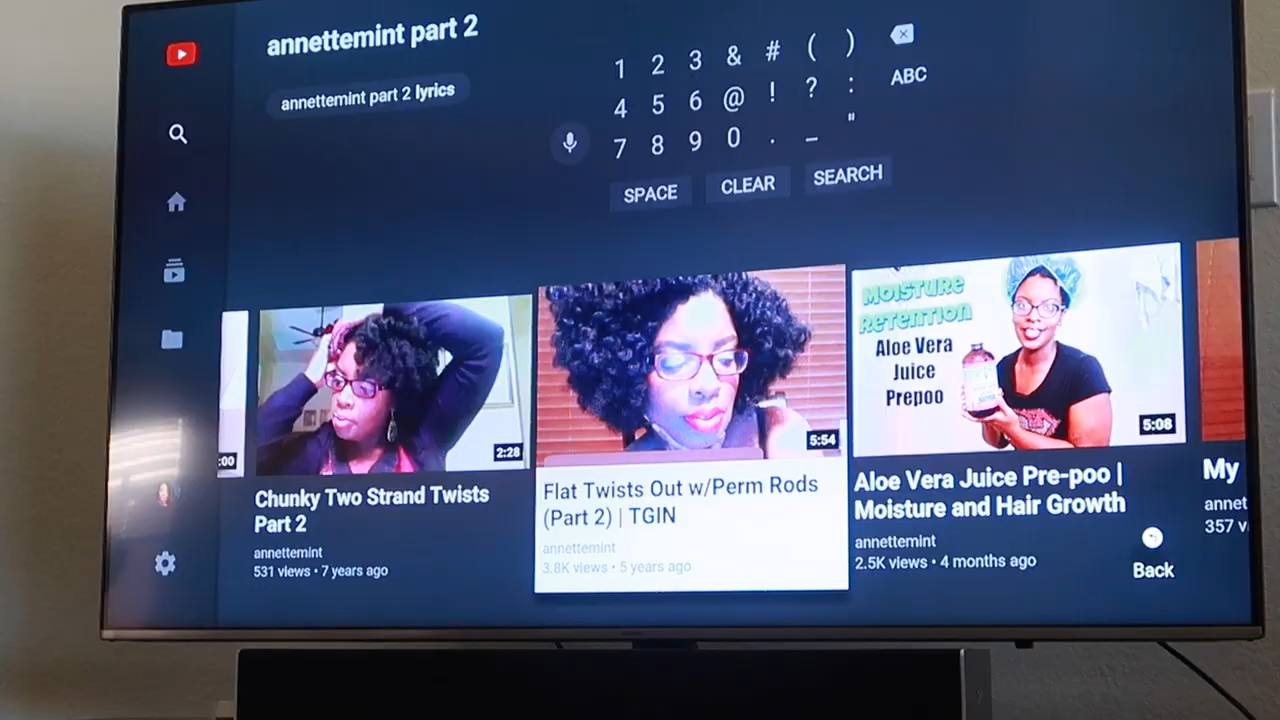 annettemint part 2
annettemint part 2 lyrics
1 2 3 & # ( )
4 5 6 @ ! ? : ABC
7 8 9 0 . _ "
SPACE CLEAR SEARCH
:00
2:28
Chunky Two Strand Twists
Part 2
annettemint
531 views • 7 years ago
5:54
Flat Twists Out w/Perm Rods
(Part 2) | TGIN
annettemint
3.8K views • 5 years ago
MOISTURE
RETENTION
Aloe Vera
Juice
Prepoo
5:08
Aloe Vera Juice Pre-poo |
Moisture and Hair Growth
annettemint
2.5K views • 4 months ago
My
annet
357 v
Back